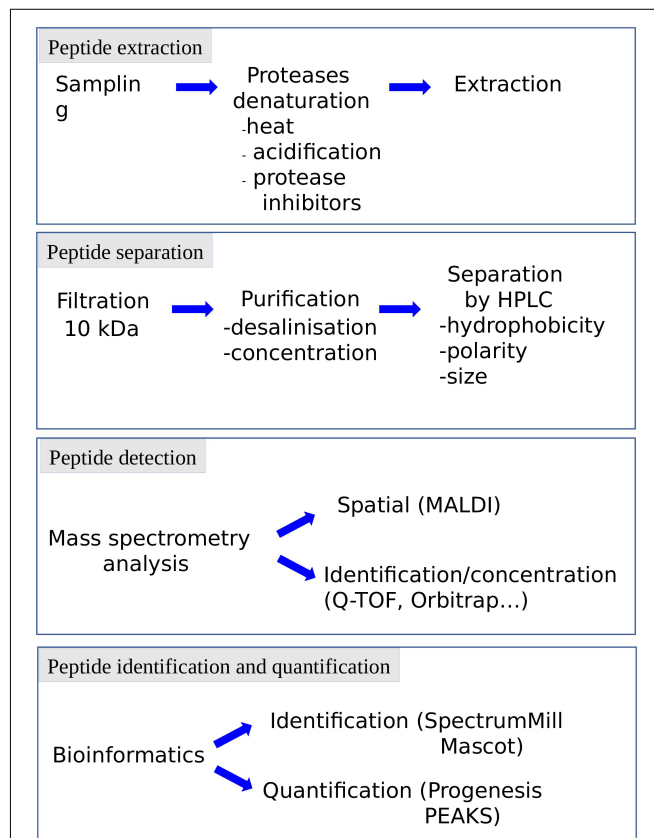 Peptide extraction
Samplin
g
Proteases
denaturation
-heat
- acidification
- protease
inhibitors
Extraction
Peptide separation
Filtration
10 kDa
Purification
-desalinisation
-concentration
Separation
by HPLC
-hydrophobicity
-polarity
-size
Peptide detection
Mass spectrometry
analysis
Spatial (MALDI)
Identification/concentration
(Q-TOF, Orbitrap…)
Peptide identification and quantification
Bioinformatics
Identification (SpectrumMill
Mascot)
Quantification (Progenesis
PEAKS)